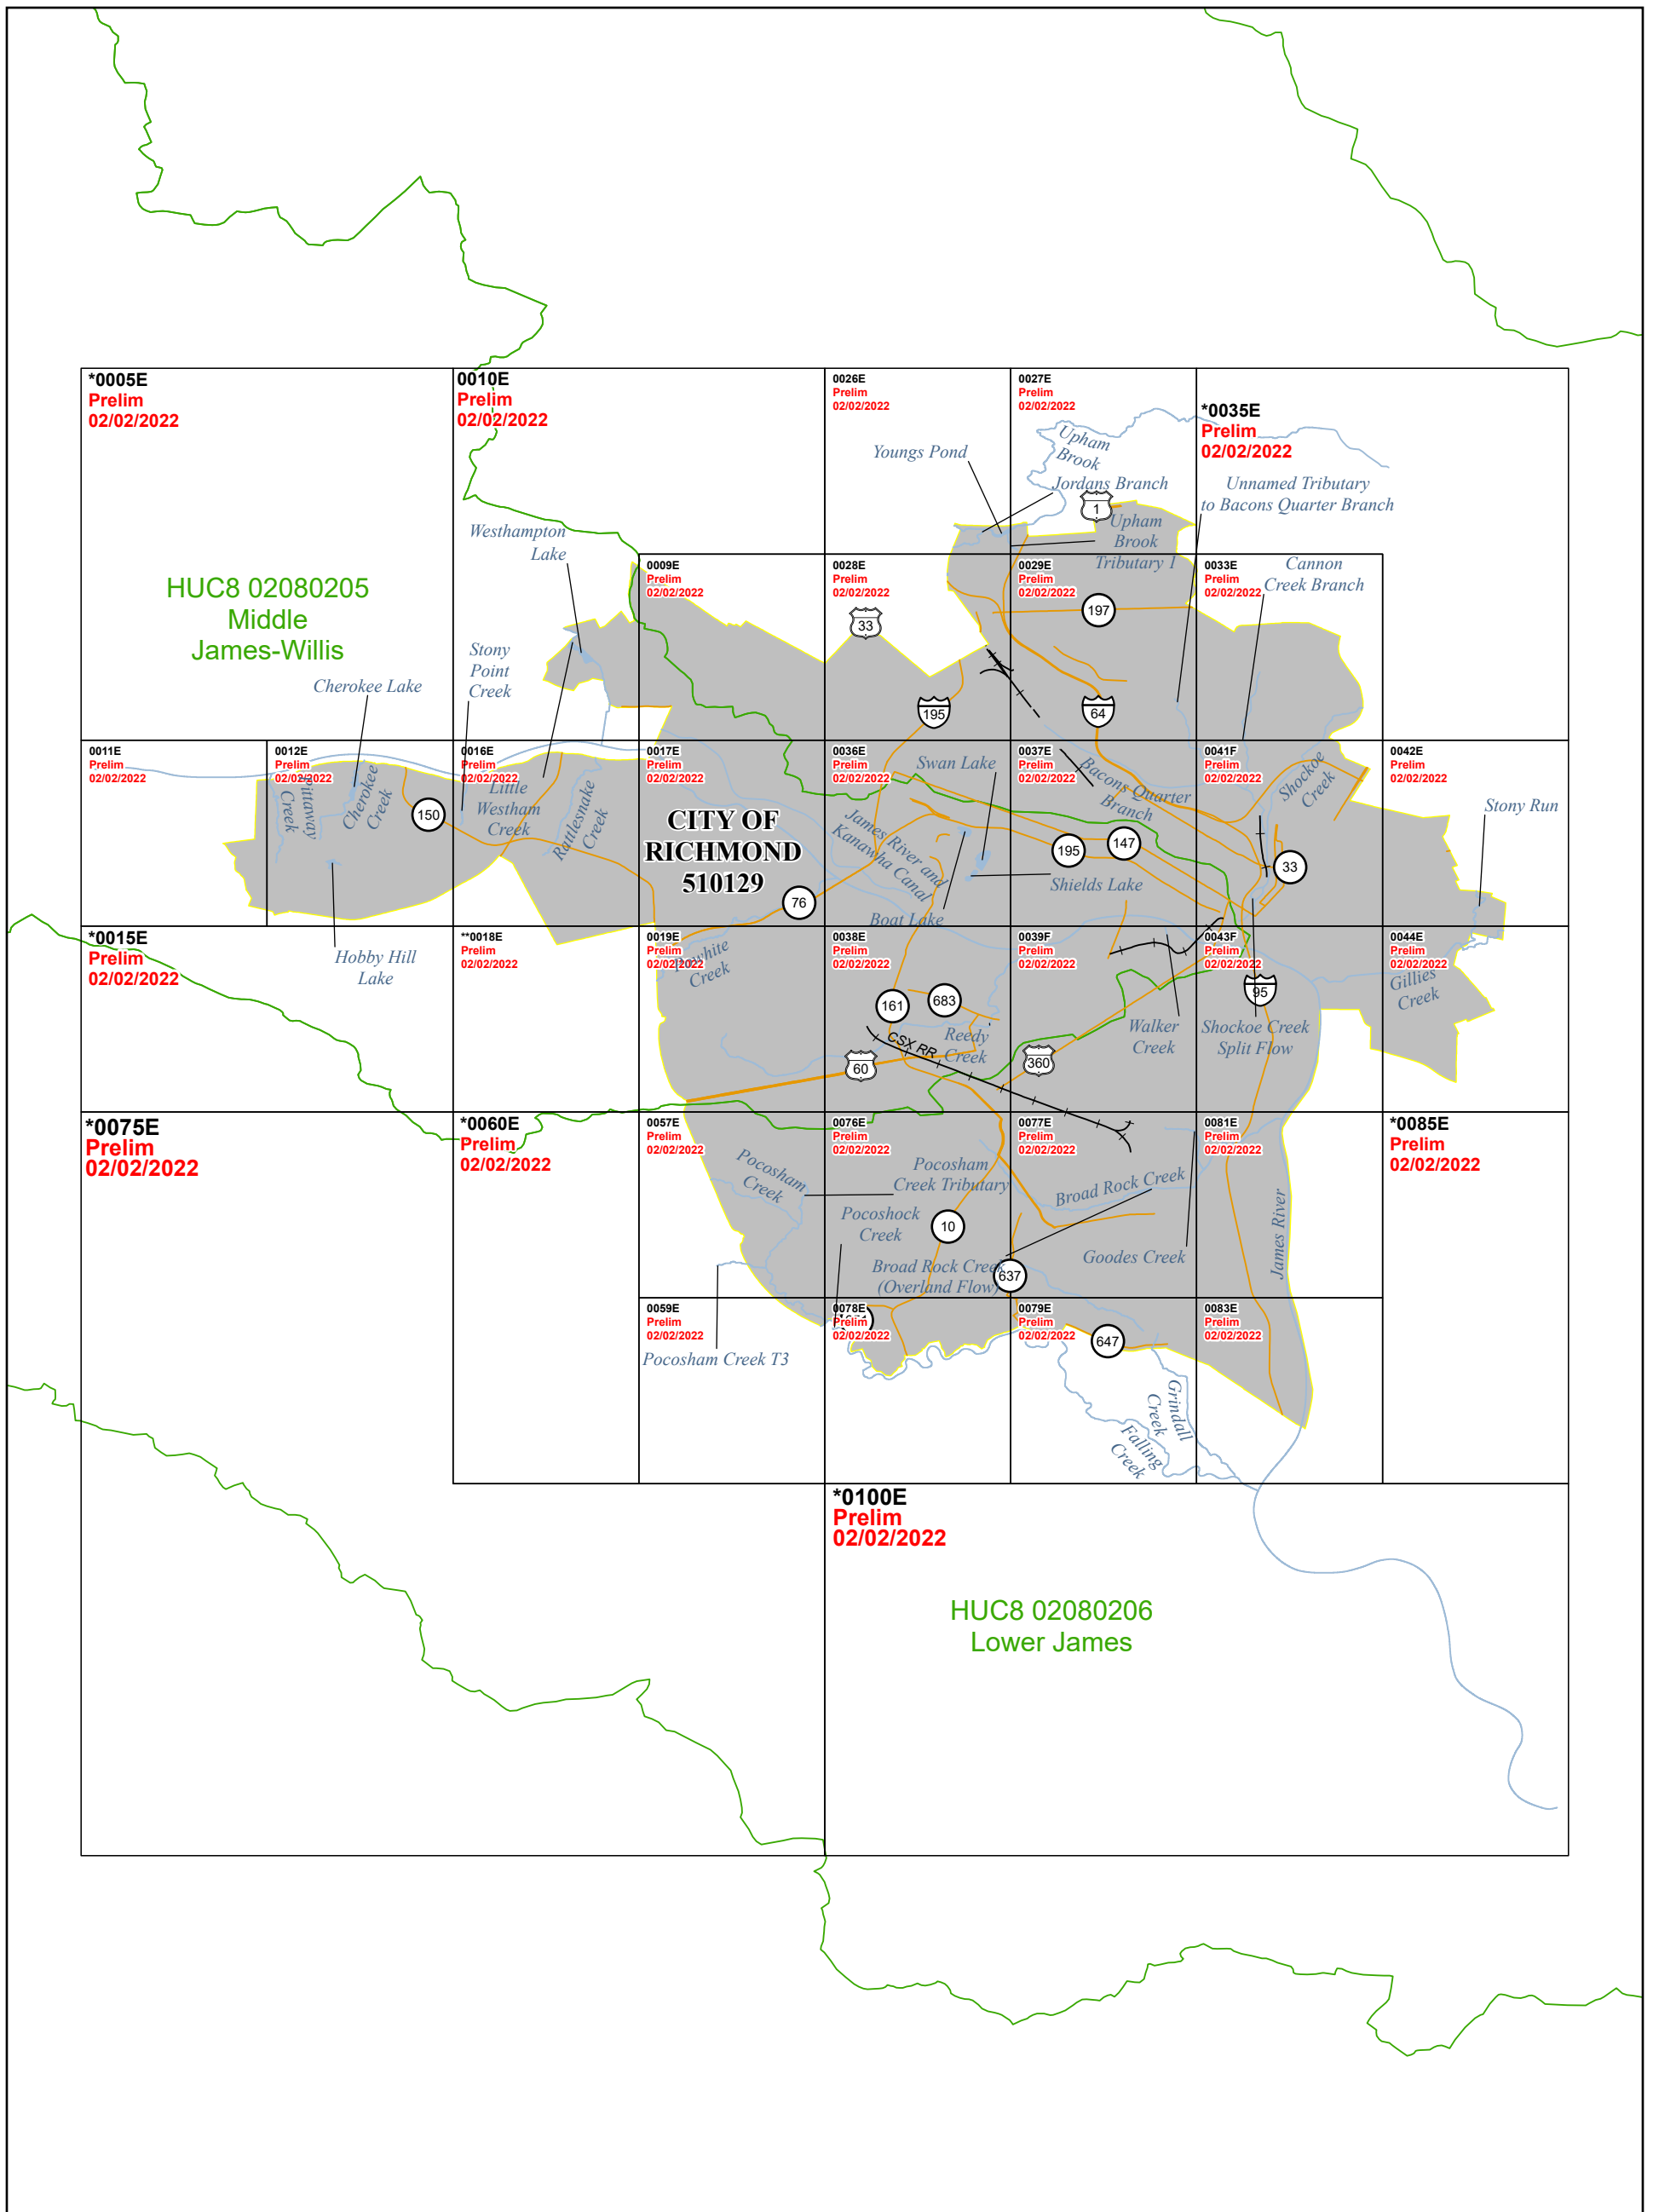 *0005E
Prelim
02/02/2022
0010E
Prelim
02/02/2022
0026E
Prelim
02/02/2022
0027E
Prelim
02/02/2022
*0035E
Prelim
02/02/2022
Youngs Pond
Upham
Brook
Jordans Branch
1
Upham
Brook
Tributary 1
Unnamed Tributary
to Bacons Quarter Branch
Westhampton
Lake
HUC8 02080205
Middle
James-Willis
0009E
Prelim
02/02/2022
0028E
Prelim
02/02/2022
33
0029E
Prelim
02/02/2022
197
0033E
Prelim
02/02/2022
Cannon
Creek Branch
Stony
Point
Creek
Cherokee Lake
195
64
0011E
Prelim
02/02/2022
0012E
Prelim
02/02/2022
Pittaway
Creek
Cherokee
Creek
150
0016E
Prelim
02/02/2022
Little
Westham
Creek
Rattlesnake
Creek
0017E
Prelim
02/02/2022
CITY OF
RICHMOND
510129
76
0036E
Prelim
02/02/2022
Swan Lake
James River and
Kanawha Canal
Boat Lake
0037E
Prelim
02/02/2022
Bacons Quarter
Branch
195
147
Shields Lake
0041F
Prelim
02/02/2022
Shockoe
Creek
33
0042E
Prelim
02/02/2022
Stony Run
*0015E
Prelim
02/02/2022
Hobby Hill
Lake
**0018E
Prelim
02/02/2022
0019E
Prelim
02/02/2022
Powhite
Creek
0038E
Prelim
02/02/2022
161
683
Reedy
Creek
CSX RR
60
0039F
Prelim
02/02/2022
360
Walker
Creek
0043F
Prelim
02/02/2022
95
Shockoe Creek
Split Flow
0044E
Prelim
02/02/2022
Gillies
Creek
*0075E
Prelim
02/02/2022
*0060E
Prelim
02/02/2022
0057E
Prelim
02/02/2022
Pocosham
Creek
0076E
Prelim
02/02/2022
Pocosham
Creek Tributary
Pocoshock
Creek
10
Broad Rock Creek
(Overland Flow)
0077E
Prelim
02/02/2022
Broad Rock Creek
Goodes Creek
637
0081E
Prelim
02/02/2022
James River
*0085E
Prelim
02/02/2022
0059E
Prelim
02/02/2022
Pocosham Creek T3
0078E
Prelim
02/02/2022
0079E
Prelim
02/02/2022
647
Grindall
Creek
Falling
Creek
0083E
Prelim
02/02/2022
*0100E
Prelim
02/02/2022
HUC8 02080206
Lower James